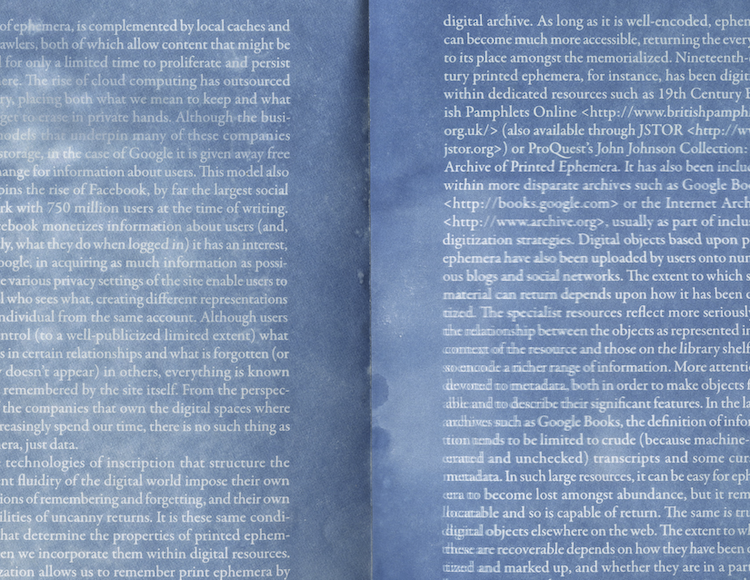 of ephemera, is complemented by local caches and
awlers, both of which allow content that might be
for only a limited time to proliferate and persist
ere. The rise of cloud computing has outsourced
ry, placing both what we mean to keep and what
get to erase in private hands. Although the busi-
models that underpin many of these companies
storage, in the case of Google it is given away free
hange for information about users. This model also
pins the rise of Facebook, by far the largest social
rk with 750 million users at the time of writing.
cebook monetizes information about users (and,
ly, what they do when logged in) it has an interest,
oogle, in acquiring as much information as possi-
e various privacy settings of the site enable users to
l who sees what, creating different representations
ndividual from the same account. Although users
ntrol (to a well-publicized limited extent) what
s in certain relationships and what is forgotten (or
y doesn't appear) in others, everything is known
remembered by the site itself. From the perspec-
the companies that own the digital spaces where
reasingly spend our time, there is no such thing as
era, just data.
e technologies of inscription that structure the
nt fluidity of the digital world impose their own
ions of remembering and forgetting, and their own
ilities of uncanny returns. It is these same condi-
hat determine the properties of printed ephem-
en we incorporate them within digital resources.
ization allows us to remember print ephemera by
digital archive. As long as it is well-encoded, ephem
can become much more accessible, returning the every
to its place amongst the memorialized. Nineteenth-c
tury printed ephemera, for instance, has been digit
within dedicated resources such as 19th Century B
ish Pamphlets Online <http://www.britishpamph
org.uk/> (also available through JSTOR <http://w
jstor.org>) or ProQuest's John Johnson Collection:
Archive of Printed Ephemera. It has also been inclu
within more disparate archives such as Google Bo
<http://books.google.com> or the Internet Arch
<http://www.archive.org>, usually as part of inclus
digitization strategies. Digital objects based upon p
ephemera have also been uploaded by users onto num
ous blogs and social networks. The extent to which s
material can return depends upon how it has been d
tized. The specialist resources reflect more seriously
the relationship between the objects as represented in
context of the resource and those on the library shelf
so encode a richer range of information. More attenti
devoted to metadata, both in order to make objects f
able and to describe their significant features. In the la
archives such as Google Books, the definition of infor
tion tends to be limited to crude (because machine-
erated and unchecked) transcripts and some cur
metadata. In such large resources, it can be easy for eph
era to become lost amongst abundance, but it rem
locatable and so is capable of return. The same is tru
digital objects elsewhere on the web. The extent to wh
these are recoverable depends on how they have been d
tized and marked up, and whether they are in a part